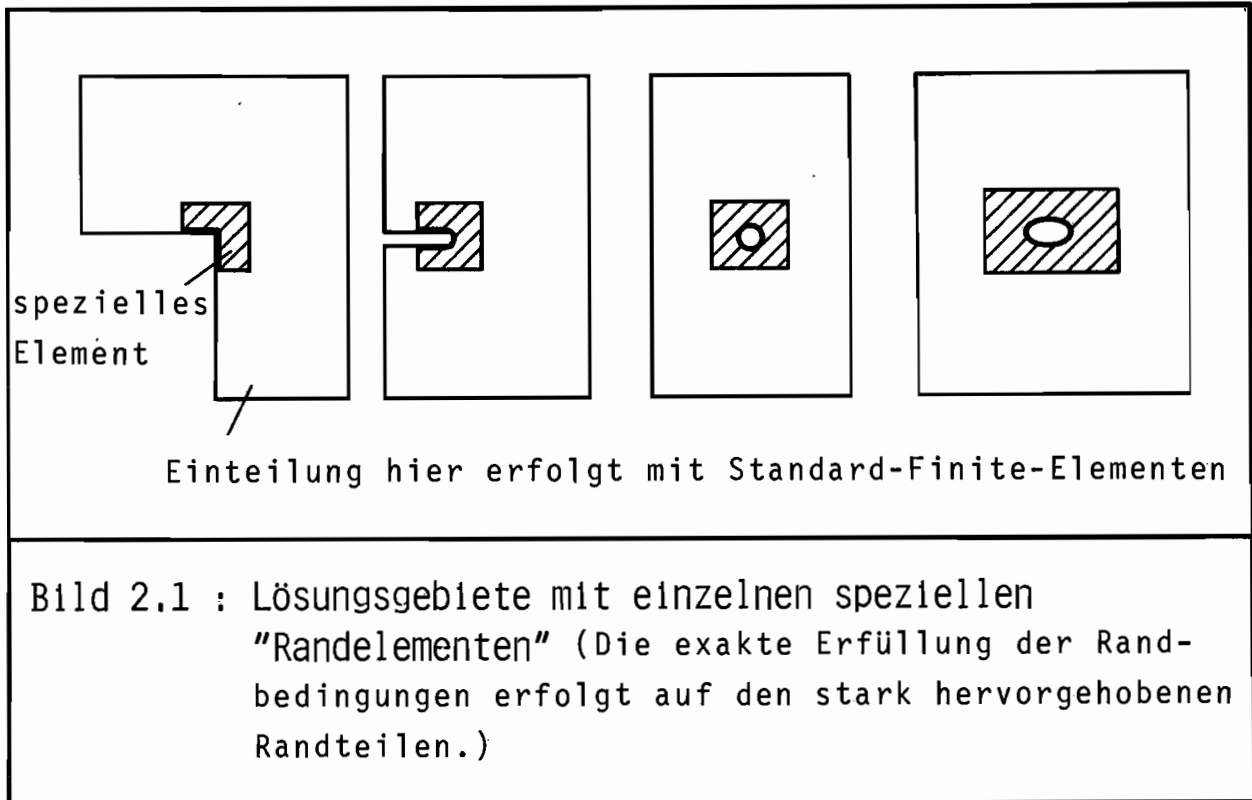 spezielles
Element
Einteilung hier erfolgt mit Standard-Finite-Elementen
Bild 2.1 : Lösungsgebiete mit einzelnen speziellen
"Randelementen" (Die exakte Erfüllung der Rand-
bedingungen erfolgt auf den stark hervorgehobenen
Randteilen.)